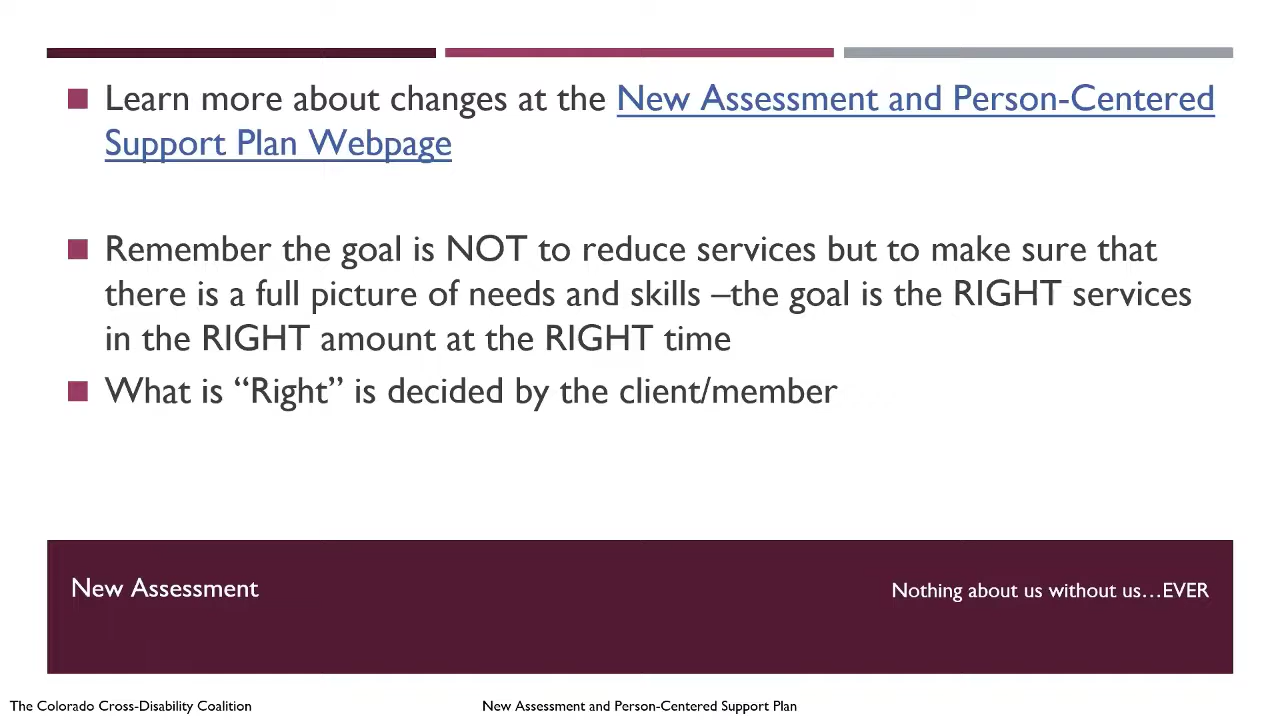 Learn more about changes at the New Assessment and Person-Centered
Support Plan Webpage
Remember the goal is NOT to reduce services but to make sure that
there is a full picture of needs and skills –the goal is the RIGHT services
in the RIGHT amount at the RIGHT time
What is “Right” is decided by the client/member
New Assessment
Nothing about us without us…EVER
The Colorado Cross-Disability Coalition
New Assessment and Person-Centered Support Plan